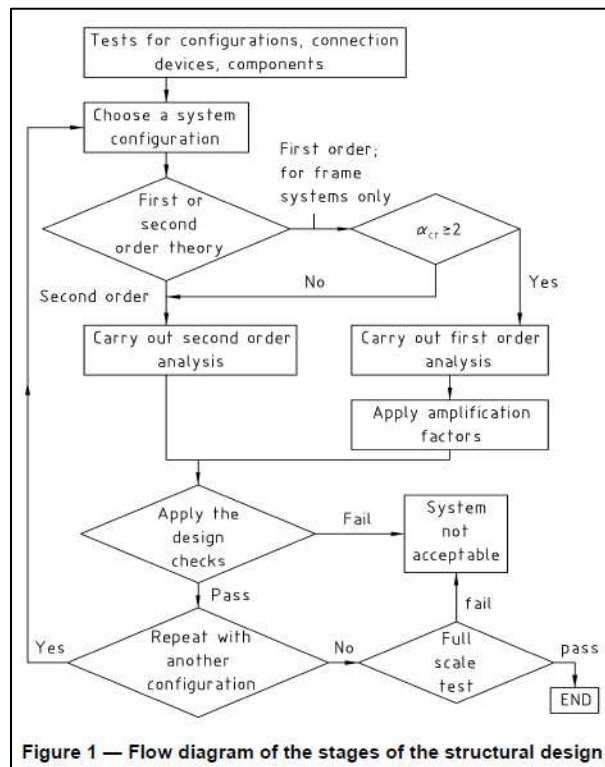 Tests for configurations, connection
devices, components
Choose a system
configuration
First order;
for frame
systems only
First or
second
order theory
αcr ≥2
No
Yes
Second order
Carry out second order
analysis
Carry out first order
analysis
Apply amplification
factors
Apply the
design
checks
Fail
System
not
acceptable
Pass
fail
Yes
Repeat with
another
configuration
No
Full
scale
test
pass
END
Figure 1 — Flow diagram of the stages of the structural design